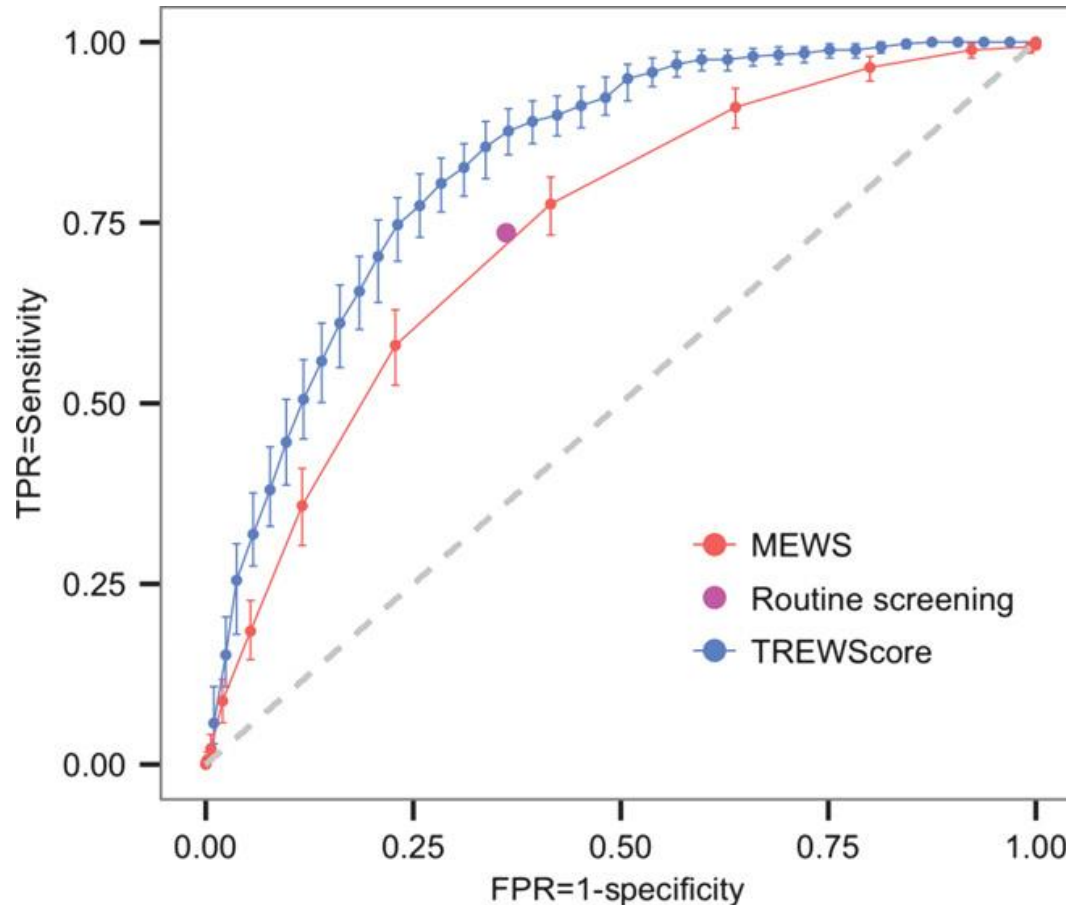 1.00
0.75
0.50
0.25
0.00
TPR=Sensitivity
MEWS
Routine screening
TREWScore
0.00 0.25 0.50 0.75 1.00
FPR=1-specificity